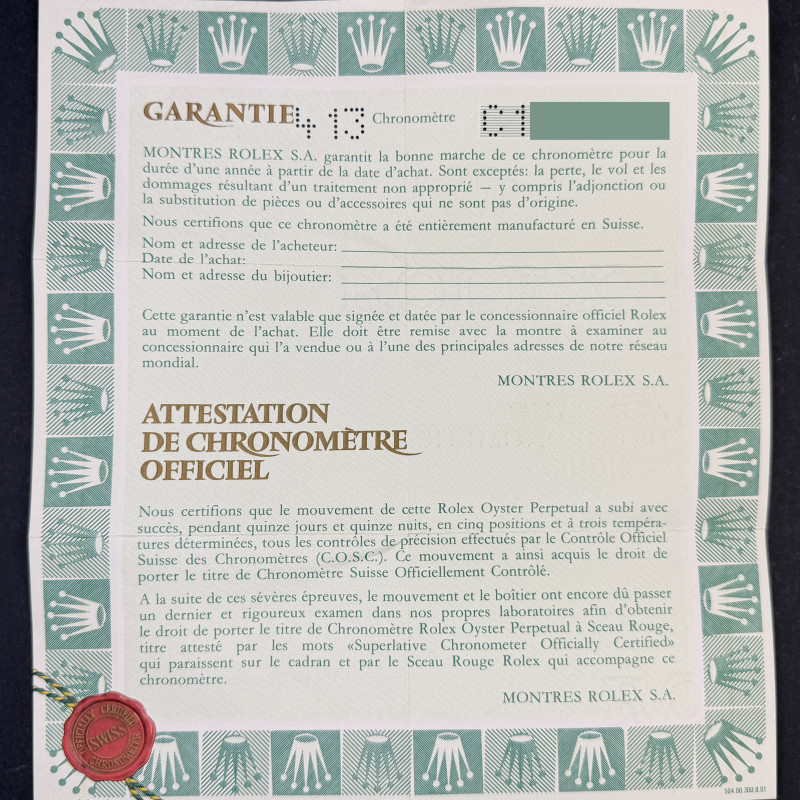 GARANTIE 413 Chronomètre C1
MONTRES ROLEX S.A. garantit la bonne marche de ce chronomètre pour la
durée d'une année à partir de la date d'achat. Sont exceptés: la perte, le vol et les
dommages résultant d'un traitement non approprié — y compris l'adjonction ou
la substitution de pièces ou d'accessoires qui ne sont pas d'origine.
Nous certifions que ce chronomètre a été entièrement manufacturé en Suisse.
Nom et adresse de l'acheteur:
Date de l'achat:
Nom et adresse du bijoutier:
Cette garantie n'est valable que signée et datée par le concessionnaire officiel Rolex
au moment de l'achat. Elle doit être remise avec la montre à examiner au
concessionnaire qui l'a vendue ou à l'une des principales adresses de notre réseau
mondial.
MONTRES ROLEX S.A.
ATTESTATION
DE CHRONOMÈTRE
OFFICIEL
Nous certifions que le mouvement de cette Rolex Oyster Perpetual a subi avec
succès, pendant quinze jours et quinze nuits, en cinq positions et à trois tempéra-
tures déterminées, tous les contrôles de précision effectués par le Contrôle Officiel
Suisse des Chronomètres (C.O.S.C.). Ce mouvement a ainsi acquis le droit de
porter le titre de Chronomètre Suisse Officiellement Contrôlé.
A la suite de ces sévères épreuves, le mouvement et le boîtier ont encore dû passer
un dernier et rigoureux examen dans nos propres laboratoires afin d'obtenir
le droit de porter le titre de Chronomètre Rolex Oyster Perpetual à Sceau Rouge,
titre attesté par les mots «Superlative Chronometer Officially Certified»
qui paraissent sur le cadran et par le Sceau Rouge Rolex qui accompagne ce
chronomètre.
MONTRES ROLEX S.A.
OFFICIALLY CERTIFIED
SWISS
CHRONOMETER
564.00.300.8.91